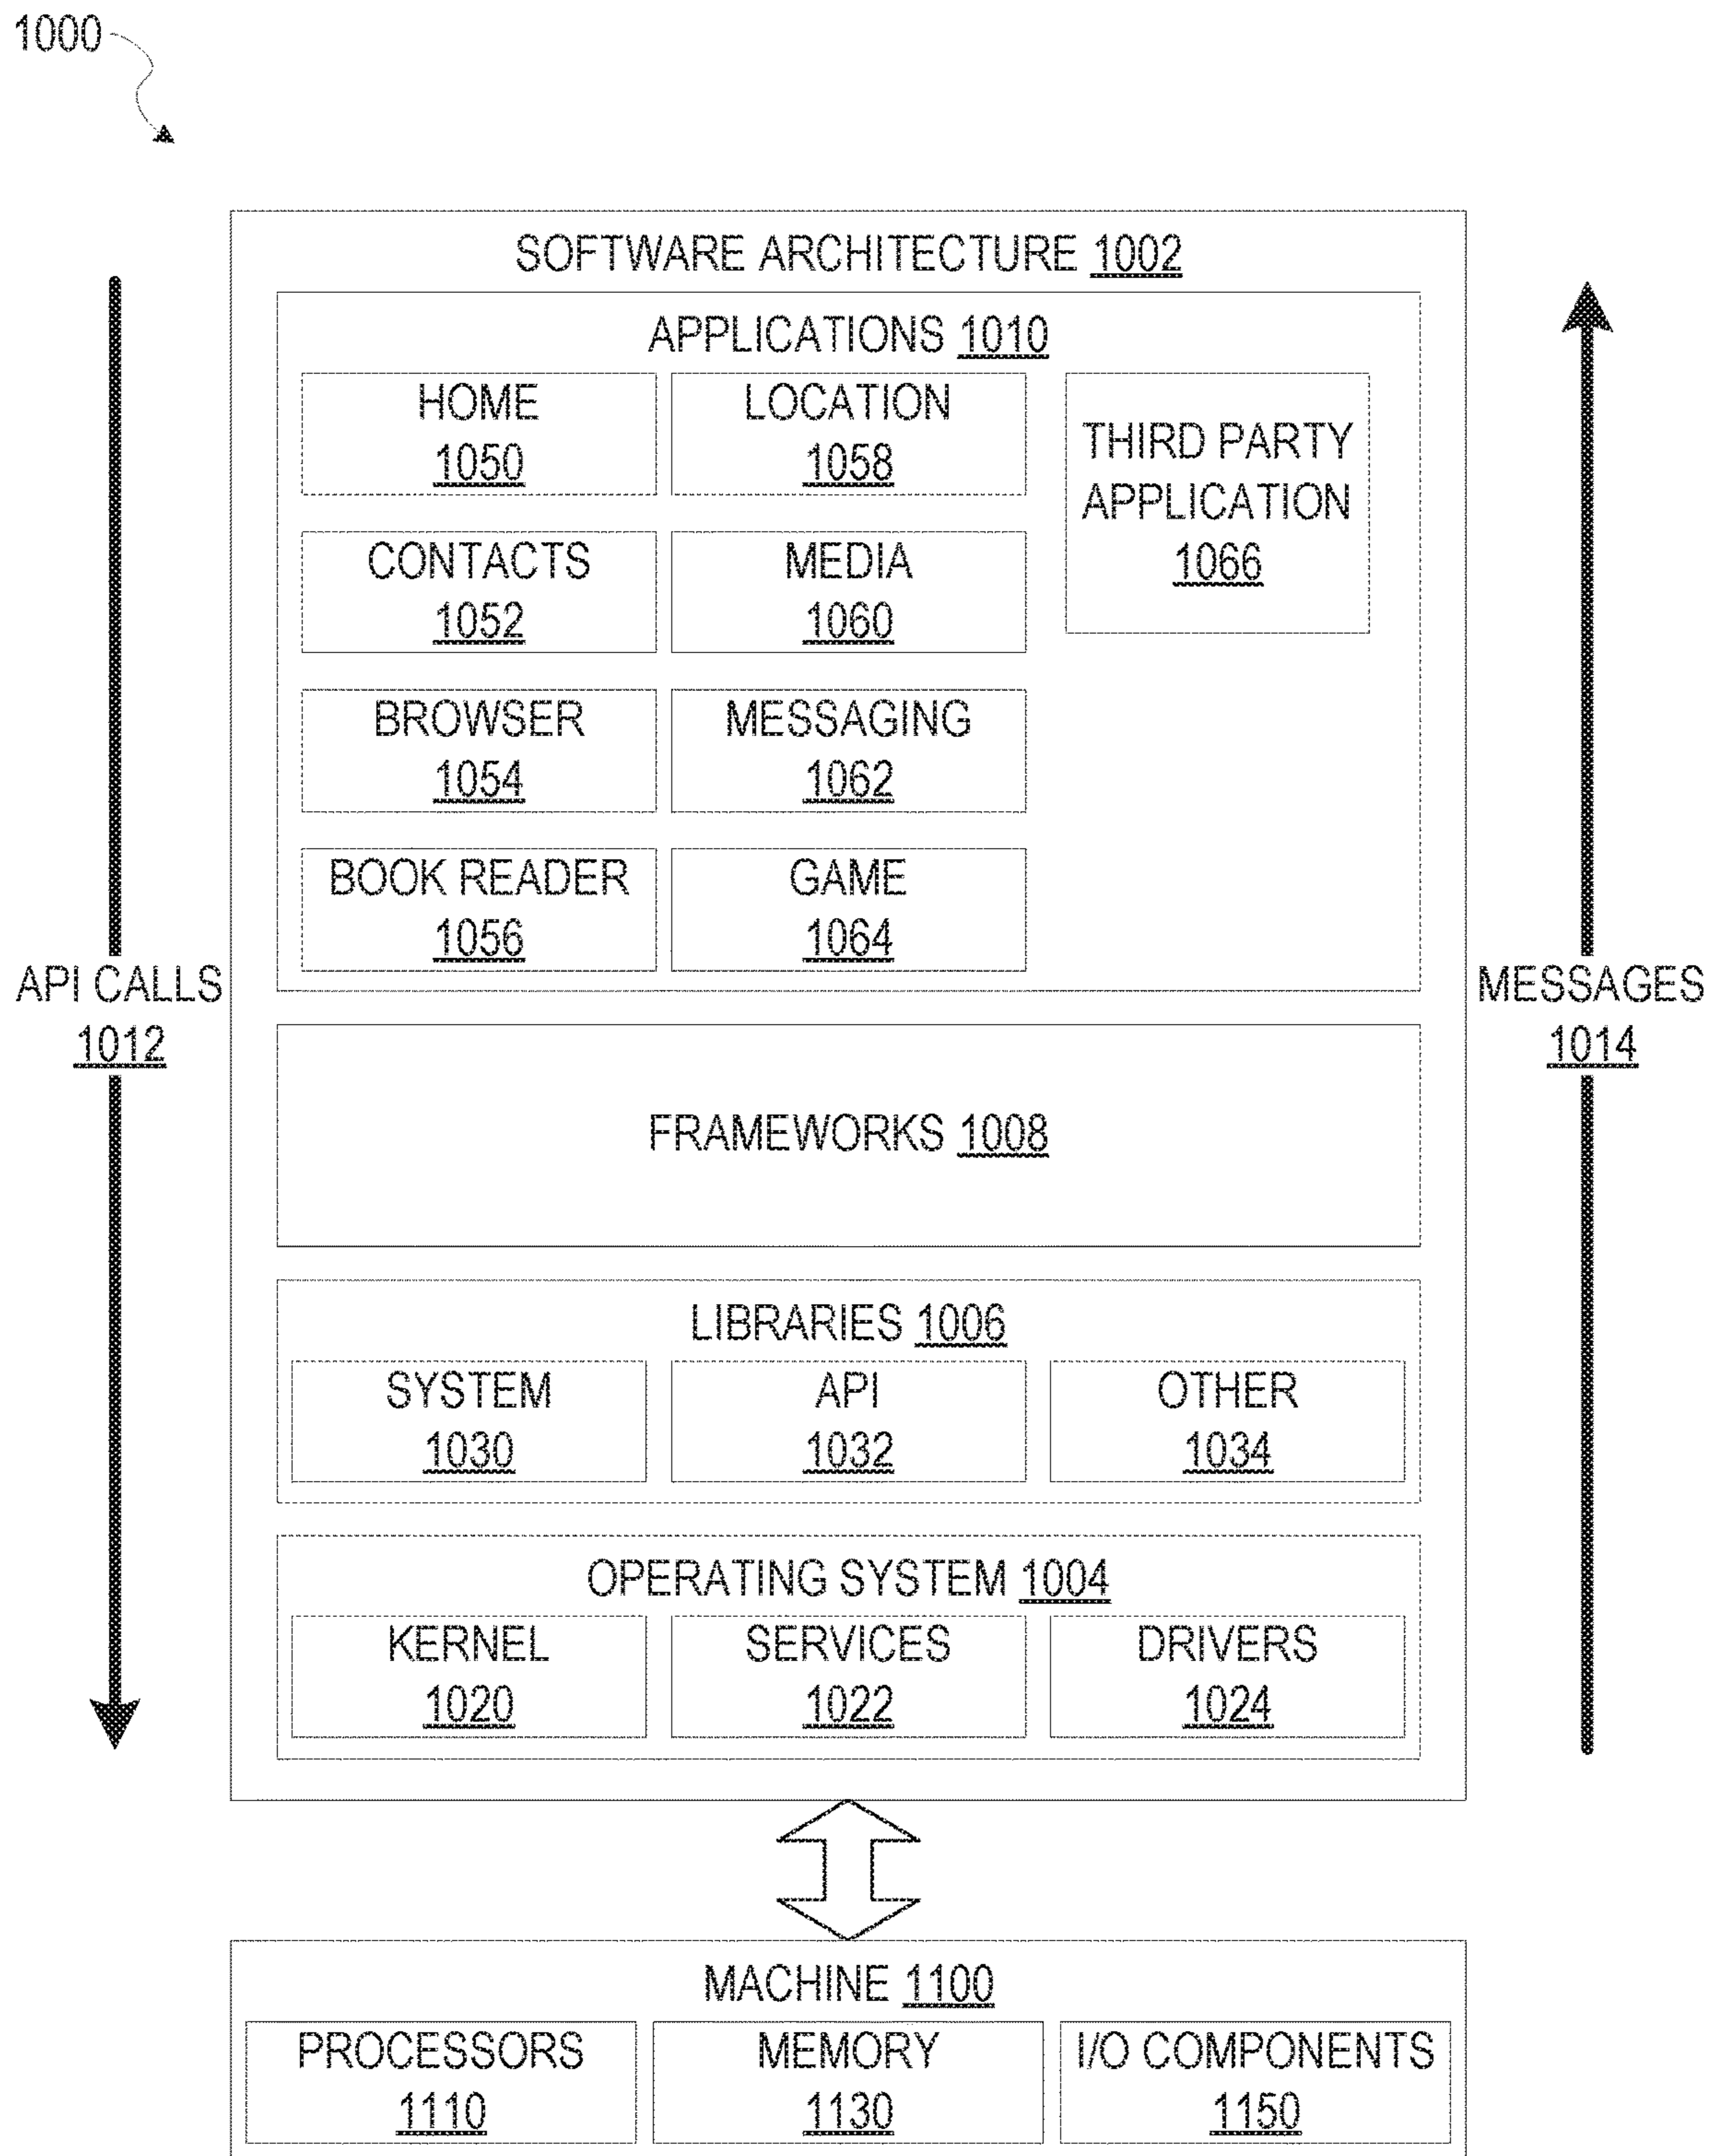 1000
SOFTWARE ARCHITECTURE 1002
APPLICATIONS 1010
HOME
1050
LOCATION
1058
THIRD PARTY
APPLICATION
1066
CONTACTS
1052
MEDIA
1060
BROWSER
1054
MESSAGING
1062
BOOK READER
1056
GAME
1064
API CALLS
1012
MESSAGES
1014
FRAMEWORKS 1008
LIBRARIES 1006
SYSTEM
1030
API
1032
OTHER
1034
OPERATING SYSTEM 1004
KERNEL
1020
SERVICES
1022
DRIVERS
1024
MACHINE 1100
PROCESSORS
1110
MEMORY
1130
I/O COMPONENTS
1150